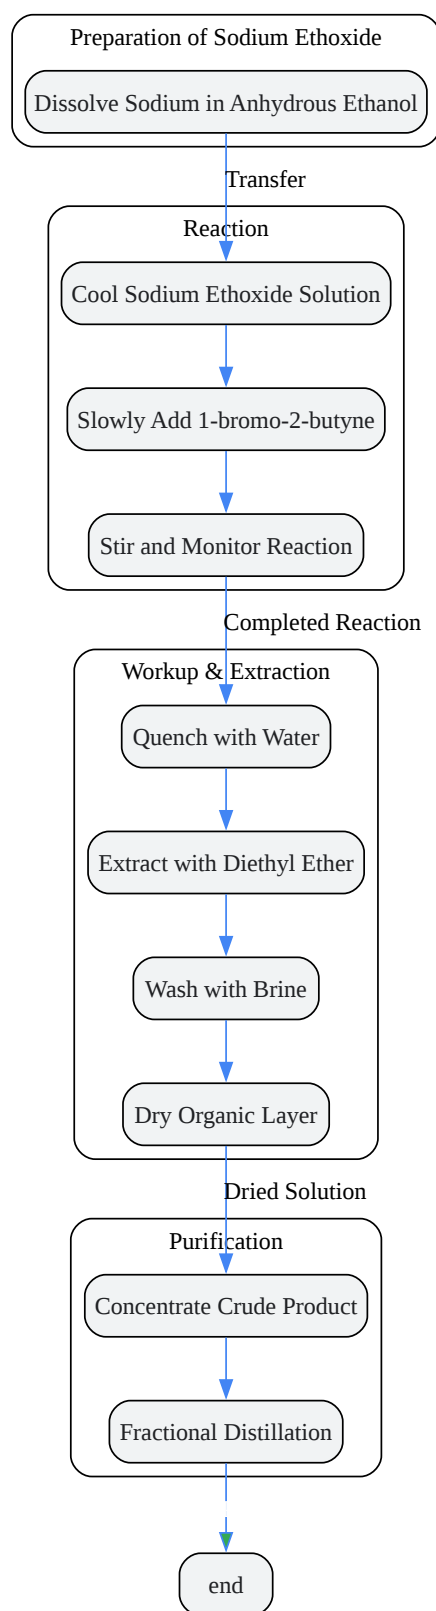 Preparation of Sodium Ethoxide
Dissolve Sodium in Anhydrous Ethanol
Transfer
Reaction
Cool Sodium Ethoxide Solution
Slowly Add 1-bromo-2-butyne
Stir and Monitor Reaction
Completed Reaction
Workup & Extraction
Quench with Water
Extract with Diethyl Ether
Wash with Brine
Dry Organic Layer
Dried Solution
Purification
Concentrate Crude Product
Fractional Distillation
end